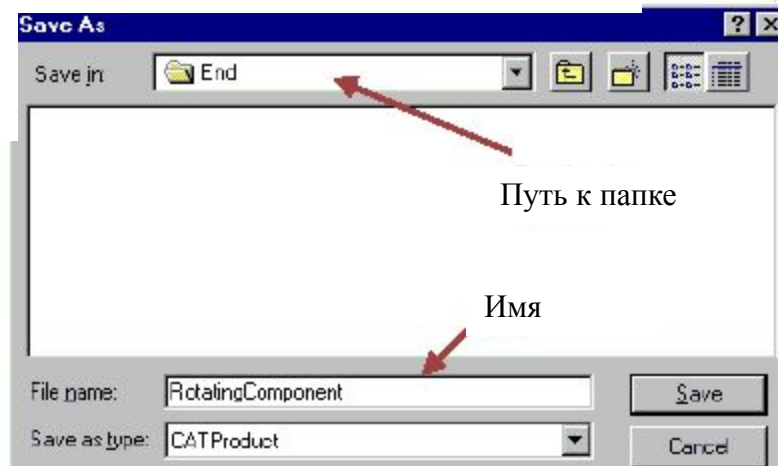 Save As
Save in: End
Путь к папке
Имя
File name: RotatingComponent Save
Save as type: CATProduct Cancel